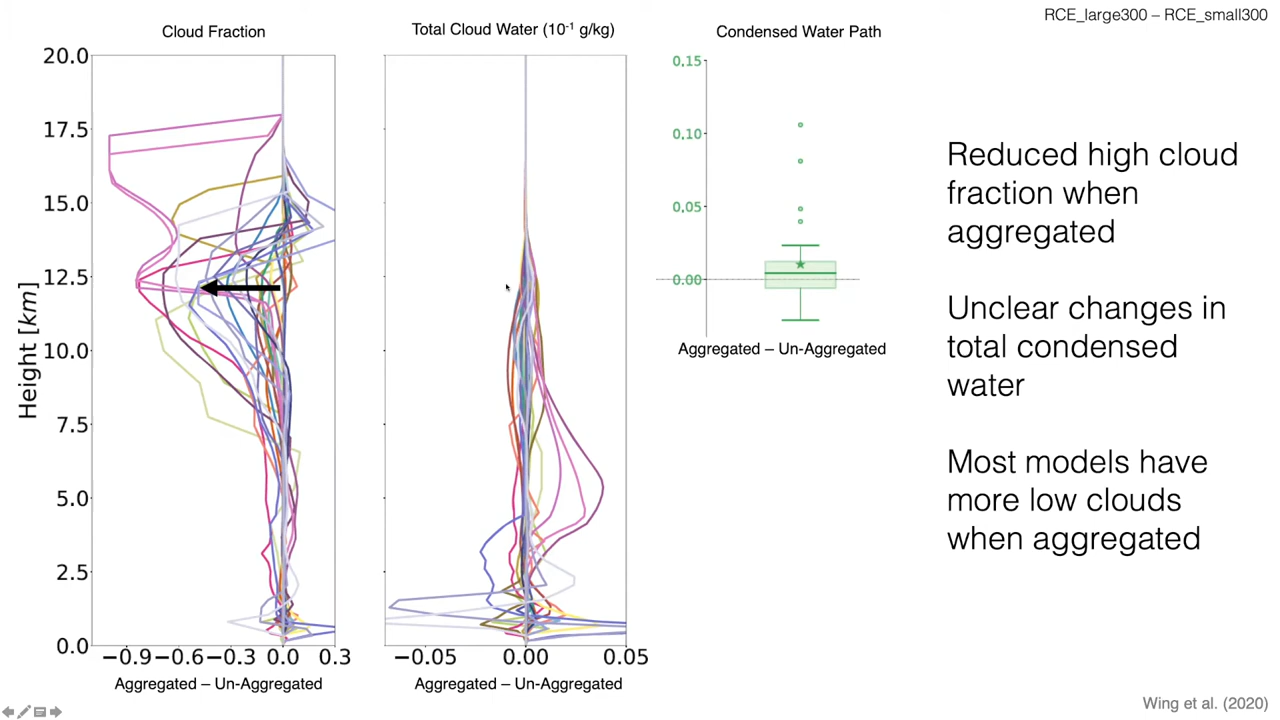 RCE_large300 – RCE_small300
Cloud Fraction
Total Cloud Water (10⁻¹ g/kg)
Condensed Water Path
20.0
17.5
15.0
12.5
10.0
7.5
5.0
2.5
0.0
Height [km]
−0.9 −0.6 −0.3 0.0 0.3
Aggregated – Un-Aggregated
−0.05 0.00 0.05
Aggregated – Un-Aggregated
0.15
0.10
0.05
0.00
Aggregated – Un-Aggregated
Reduced high cloud
fraction when
aggregated
Unclear changes in
total condensed
water
Most models have
more low clouds
when aggregated
Wing et al. (2020)